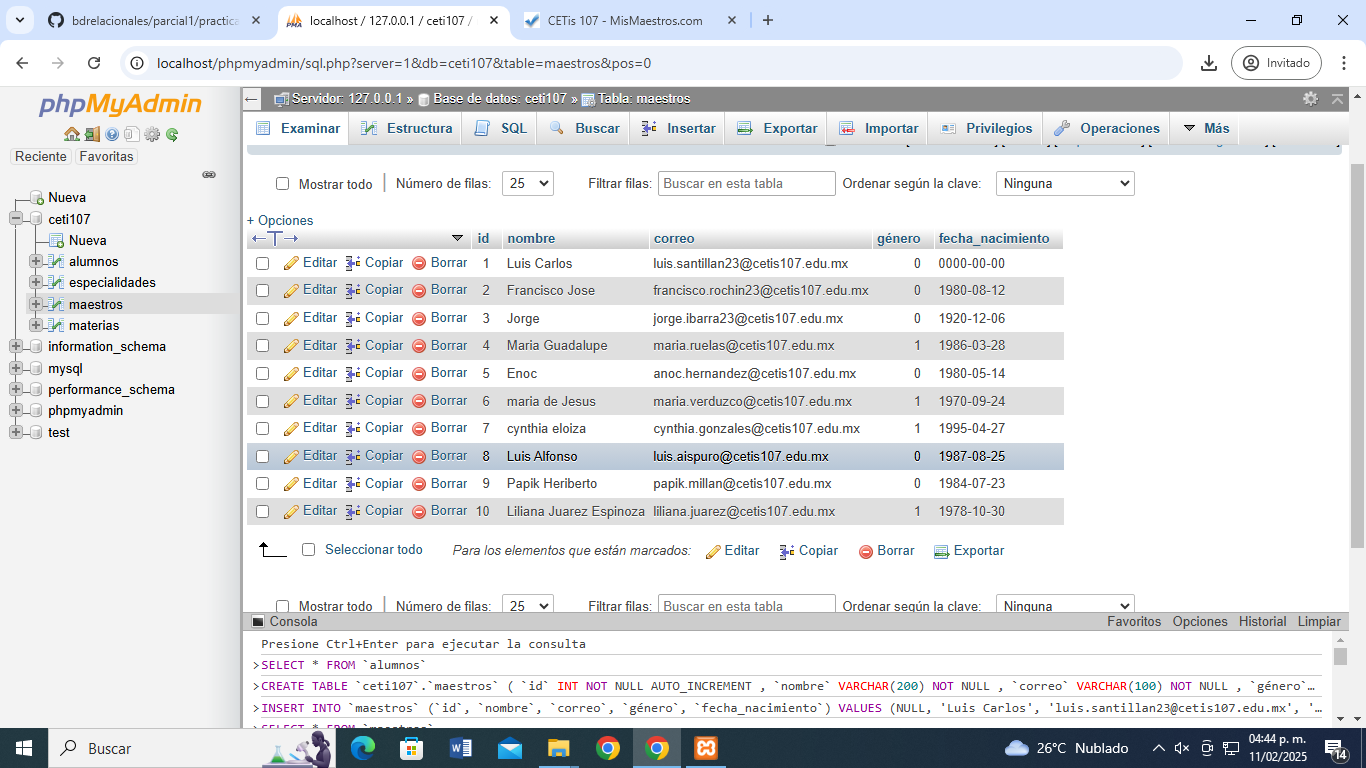 bdrelacionales/parcial1/practica
localhost / 127.0.0.1 / ceti107 /
CETis 107 - MisMaestros.com
localhost/phpmyadmin/sql.php?server=1&db=ceti107&table=maestros&pos=0
Invitado
phpMyAdmin
Reciente
Favoritas
Nueva
ceti107
Nueva
alumnos
especialidades
maestros
materias
information_schema
mysql
performance_schema
phpmyadmin
test
Servidor: 127.0.0.1 » Base de datos: ceti107 » Tabla: maestros
Examinar Estructura SQL Buscar Insertar Exportar Importar Privilegios Operaciones Más
Mostrar todo Número de filas: 25 Filtrar filas: Buscar en esta tabla Ordenar según la clave: Ninguna
+ Opciones
id nombre correo género fecha_nacimiento
Editar Copiar Borrar 1 Luis Carlos luis.santillan23@cetis107.edu.mx 0 0000-00-00
Editar Copiar Borrar 2 Francisco Jose francisco.rochin23@cetis107.edu.mx 0 1980-08-12
Editar Copiar Borrar 3 Jorge jorge.ibarra23@cetis107.edu.mx 0 1920-12-06
Editar Copiar Borrar 4 Maria Guadalupe maria.ruelas@cetis107.edu.mx 1 1986-03-28
Editar Copiar Borrar 5 Enoc anoc.hernandez@cetis107.edu.mx 0 1980-05-14
Editar Copiar Borrar 6 maria de Jesus maria.verduzco@cetis107.edu.mx 1 1970-09-24
Editar Copiar Borrar 7 cynthia eloiza cynthia.gonzales@cetis107.edu.mx 1 1995-04-27
Editar Copiar Borrar 8 Luis Alfonso luis.aispuro@cetis107.edu.mx 0 1987-08-25
Editar Copiar Borrar 9 Papik Heriberto papik.millan@cetis107.edu.mx 0 1984-07-23
Editar Copiar Borrar 10 Liliana Juarez Espinoza liliana.juarez@cetis107.edu.mx 1 1978-10-30
Seleccionar todo Para los elementos que están marcados: Editar Copiar Borrar Exportar
Mostrar todo Número de filas: 25 Filtrar filas: Buscar en esta tabla Ordenar según la clave: Ninguna
Consola Favoritos Opciones Historial Limpiar
Presione Ctrl+Enter para ejecutar la consulta
>SELECT * FROM `alumnos`
>CREATE TABLE `ceti107`.`maestros` ( `id` INT NOT NULL AUTO_INCREMENT , `nombre` VARCHAR(200) NOT NULL , `correo` VARCHAR(100) NOT NULL , `género`…
>INSERT INTO `maestros` (`id`, `nombre`, `correo`, `género`, `fecha_nacimiento`) VALUES (NULL, 'Luis Carlos', 'luis.santillan23@cetis107.edu.mx', '…
>SELECT * FROM `maestros`
Buscar
26°C Nublado
04:44 p. m.
11/02/2025
14